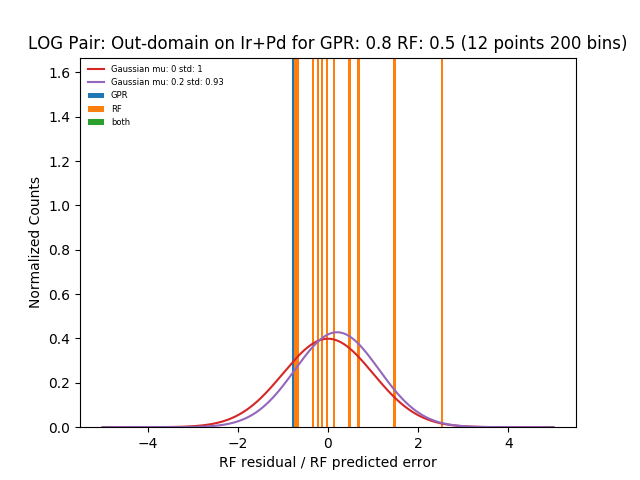 LOG Pair: Out-domain on Ir+Pd for GPR: 0.8 RF: 0.5 (12 points 200 bins)
Gaussian mu: 0 std: 1
Gaussian mu: 0.2 std: 0.93
GPR
RF
both
Normalized Counts
1.6
1.4
1.2
1.0
0.8
0.6
0.4
0.2
0.0
−4 −2 0 2 4
RF residual / RF predicted error